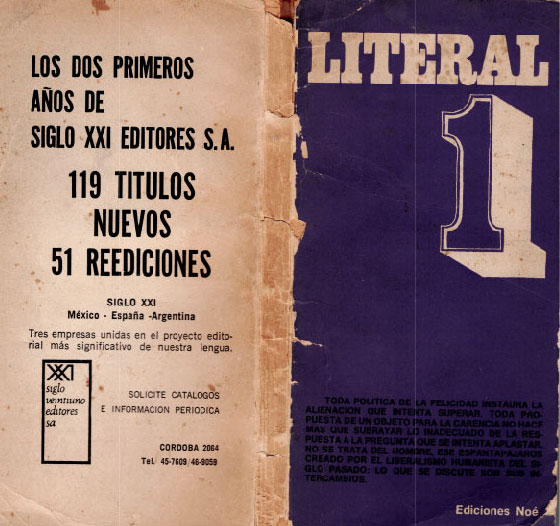 LOS DOS PRIMEROS
AÑOS DE
SIGLO XXI EDITORES S.A.
119 TITULOS
NUEVOS
51 REEDICIONES
SIGLO XXI
México - España - Argentina
Tres empresas unidas en el proyecto edito-
rial más significativo de nuestra lengua.
XXI
siglo
veintiuno
editores
sa
SOLICITE CATALOGOS
E INFORMACION PERIODICA
CORDOBA 2064
Tel 45-7609/46-9059
LITERAL
1
TODA POLITICA DE LA FELICIDAD INSTAURA LA
ALIENACION QUE INTENTA SUPERAR. TODA PRO-
PUESTA DE UN OBJETO PARA LA CARENCIA NO HACE
MAS QUE SUBRAYAR LO INADECUADO DE LA RES-
PUESTA A LA PREGUNTA QUE SE INTENTA APLASTAR.
NO SE TRATA DEL HOMBRE, ESE ESPANTAPAJAROS
CREADO POR EL LIBERALISMO HUMANISTA DEL SI-
GLO PASADO: LO QUE SE DISCUTE SON SUS IN-
TERCAMBIOS.
Ediciones Noé